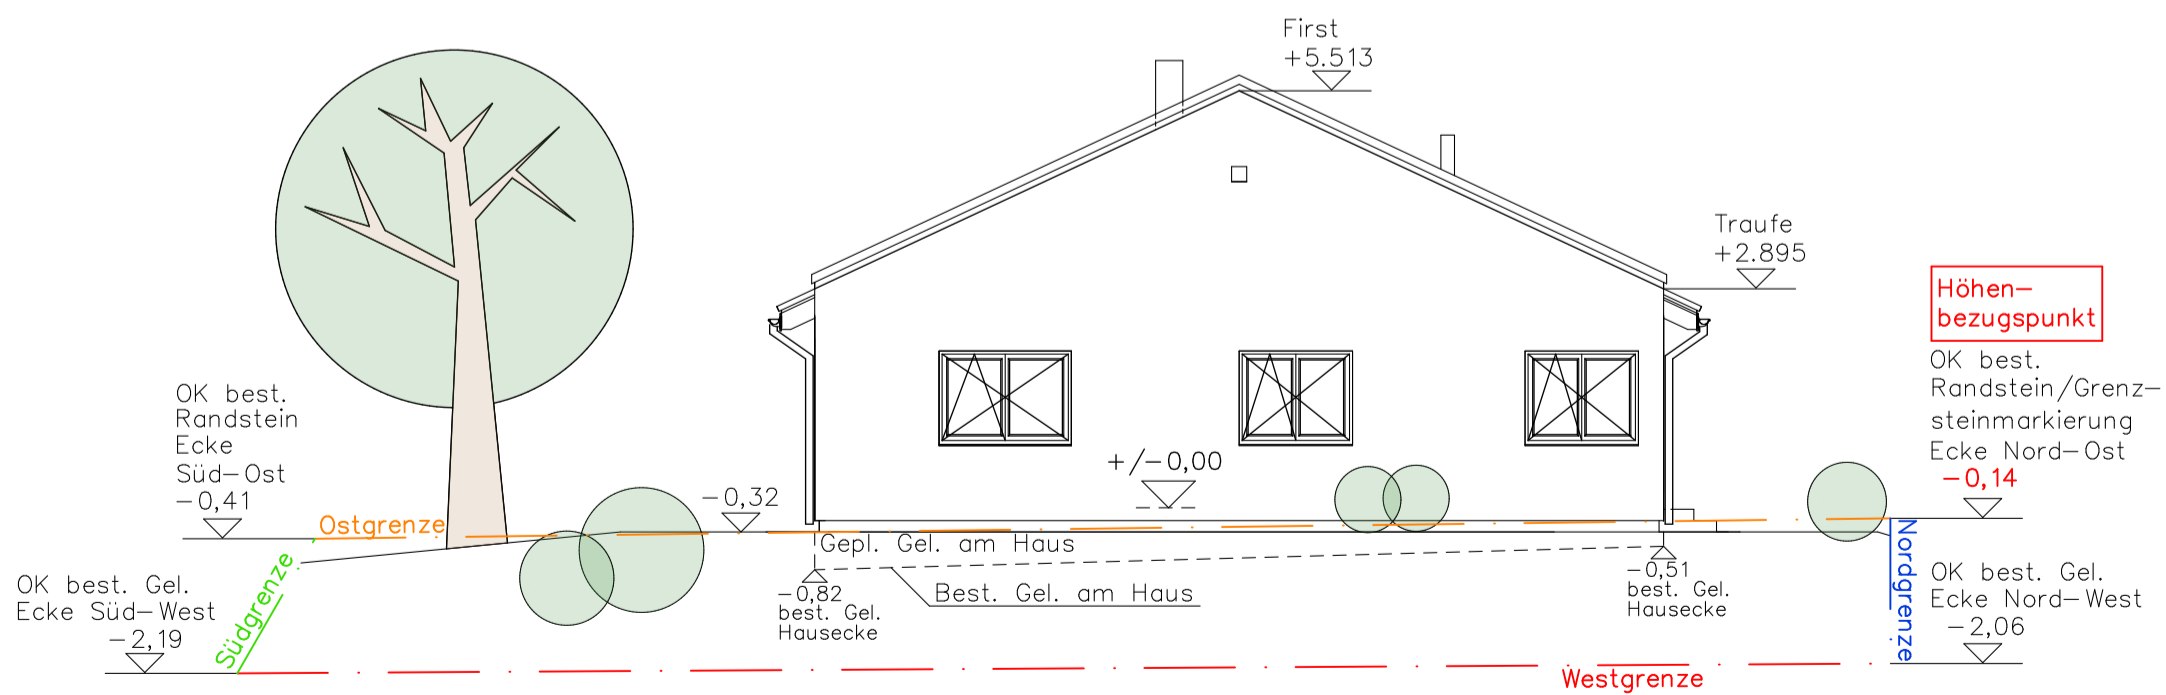 First
+5.513
Traufe
+2.895
Höhen-
bezugspunkt
OK best.
Randstein/Grenz-
steinmarkierung
Ecke Nord-Ost
-0,14
OK best.
Randstein
Ecke
Süd-Ost
-0,41
Ostgrenze
-0,32
+/-0,00
Gepl. Gel. am Haus
Best. Gel. am Haus
-0,82
best. Gel.
Hausecke
-0,51
best. Gel.
Hausecke
Nordgrenze
OK best. Gel.
Ecke Nord-West
-2,06
OK best. Gel.
Ecke Süd-West
-2,19
Südgrenze
Westgrenze